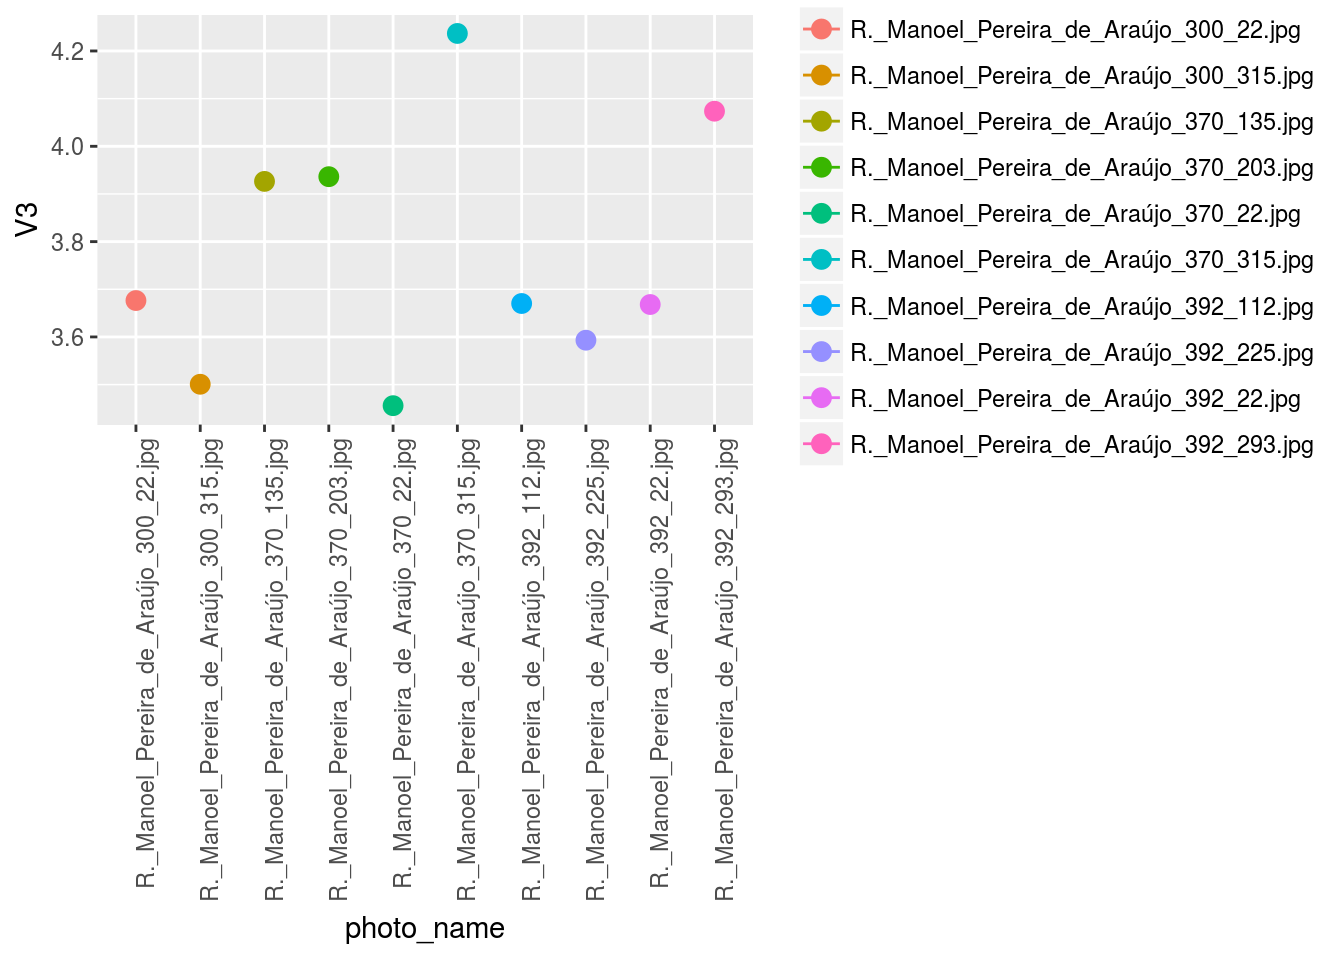 V3
4.2
4.0
3.8
3.6
R._Manoel_Pereira_de_Araújo_300_22.jpg
R._Manoel_Pereira_de_Araújo_300_315.jpg
R._Manoel_Pereira_de_Araújo_370_135.jpg
R._Manoel_Pereira_de_Araújo_370_203.jpg
R._Manoel_Pereira_de_Araújo_370_22.jpg
R._Manoel_Pereira_de_Araújo_370_315.jpg
R._Manoel_Pereira_de_Araújo_392_112.jpg
R._Manoel_Pereira_de_Araújo_392_225.jpg
R._Manoel_Pereira_de_Araújo_392_22.jpg
R._Manoel_Pereira_de_Araújo_392_293.jpg
photo_name
R._Manoel_Pereira_de_Araújo_300_22.jpg
R._Manoel_Pereira_de_Araújo_300_315.jpg
R._Manoel_Pereira_de_Araújo_370_135.jpg
R._Manoel_Pereira_de_Araújo_370_203.jpg
R._Manoel_Pereira_de_Araújo_370_22.jpg
R._Manoel_Pereira_de_Araújo_370_315.jpg
R._Manoel_Pereira_de_Araújo_392_112.jpg
R._Manoel_Pereira_de_Araújo_392_225.jpg
R._Manoel_Pereira_de_Araújo_392_22.jpg
R._Manoel_Pereira_de_Araújo_392_293.jpg